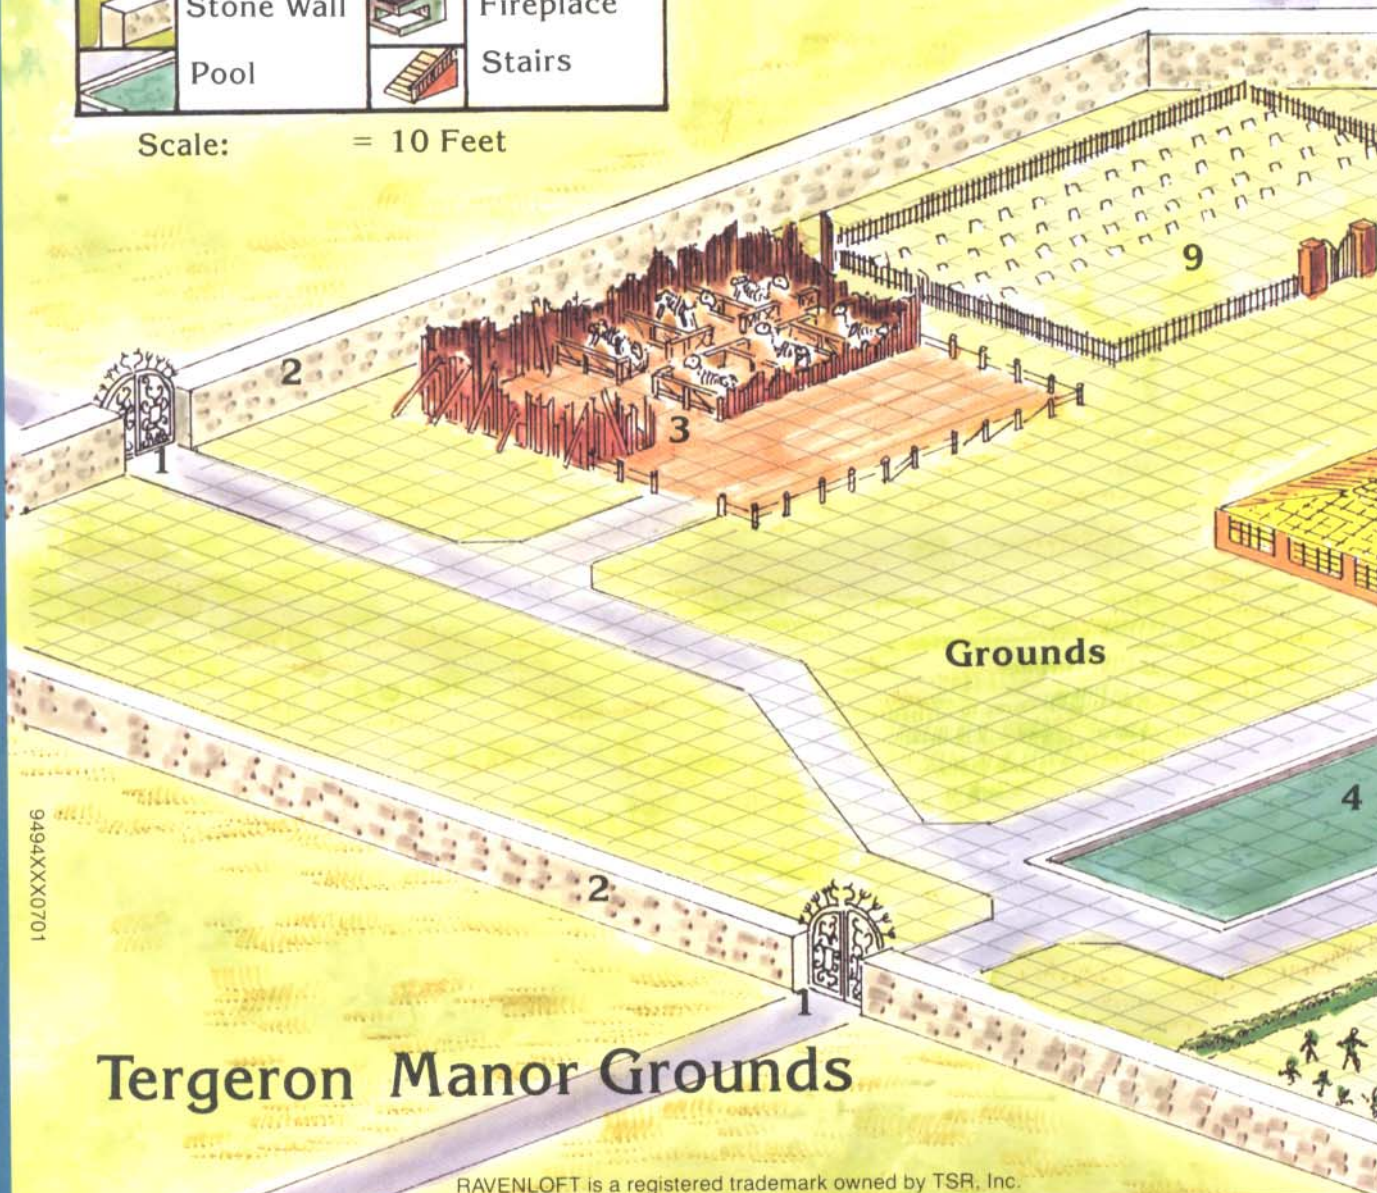 Stone Wall
Fireplace
Pool
Stairs
Scale: = 10 Feet
9
2
3
1
Grounds
4
2
1
9494XXX0701
Tergeron Manor Grounds
RAVENLOFT is a registered trademark owned by TSR, Inc.